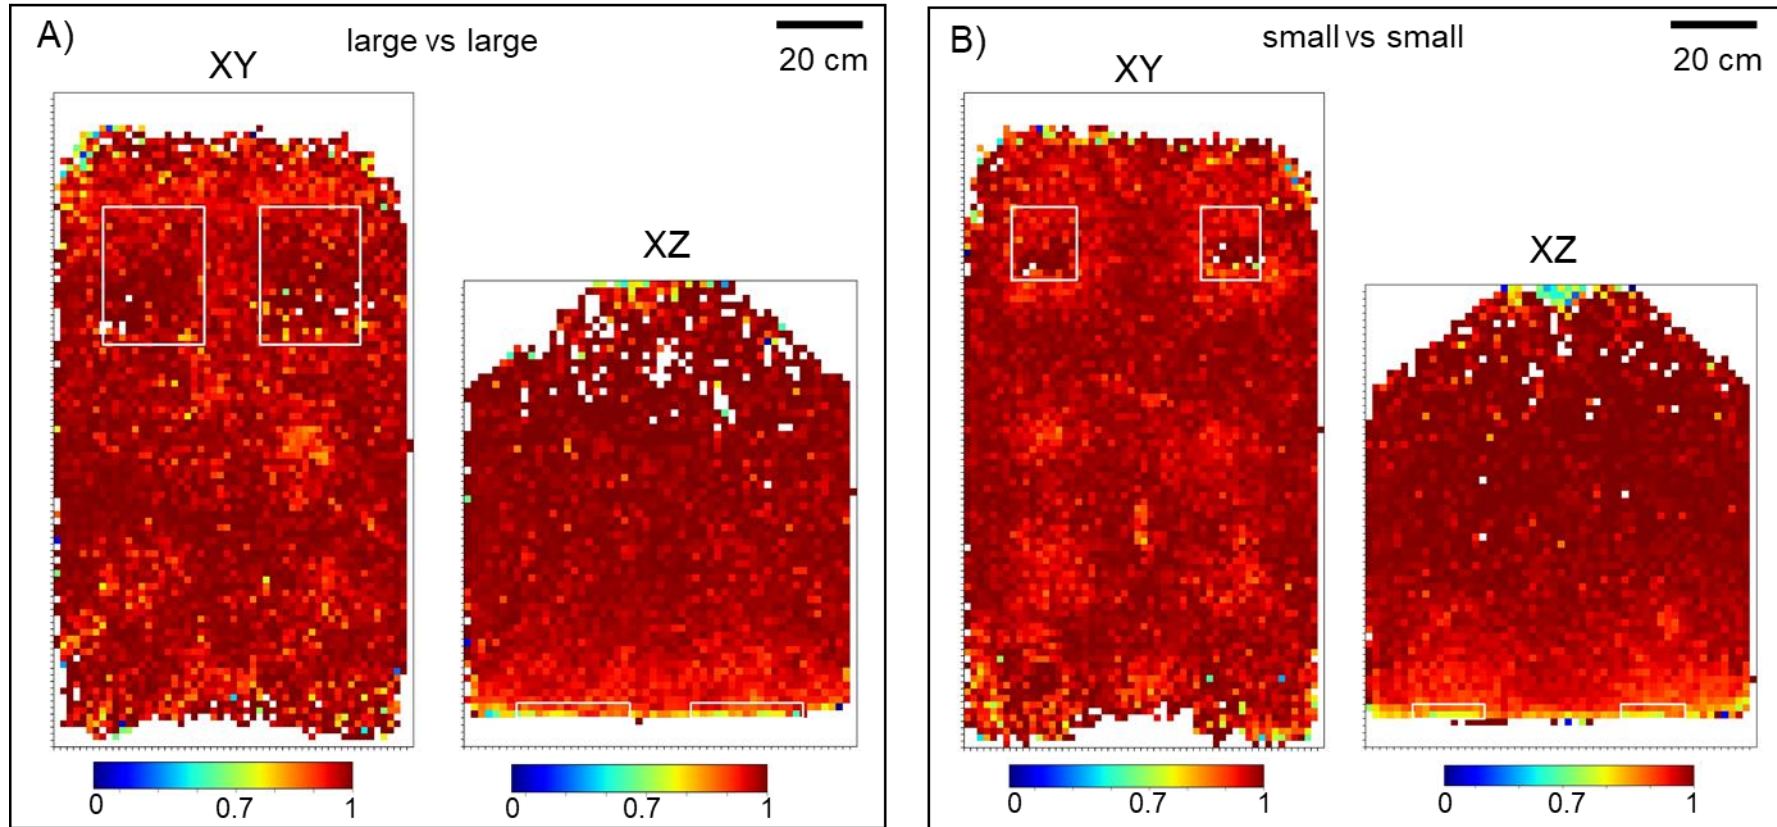 A)
large vs large
20 cm
XY
XZ
0 0.7 1
0 0.7 1
B)
small vs small
20 cm
XY
XZ
0 0.7 1
0 0.7 1